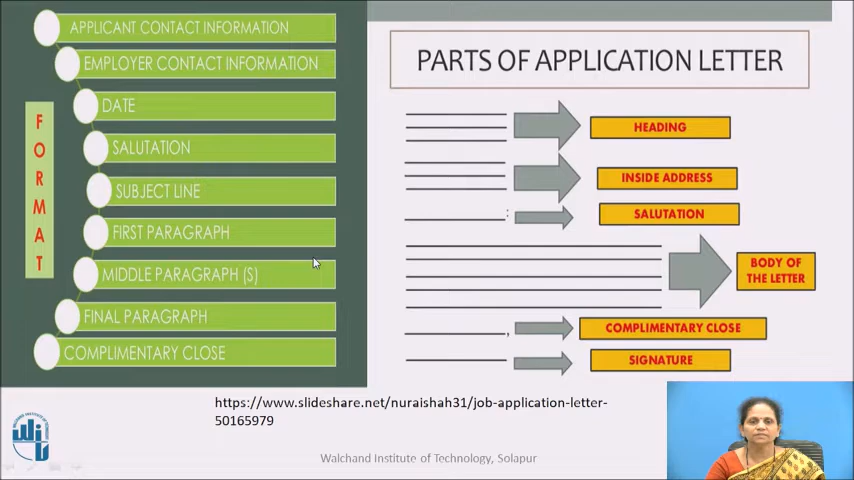 APPLICANT CONTACT INFORMATION
EMPLOYER CONTACT INFORMATION
DATE
SALUTATION
SUBJECT LINE
FIRST PARAGRAPH
MIDDLE PARAGRAPH (S)
FINAL PARAGRAPH
COMPLIMENTARY CLOSE
FORMAT
PARTS OF APPLICATION LETTER
HEADING
INSIDE ADDRESS
:
SALUTATION
BODY OF
THE LETTER
,
COMPLIMENTARY CLOSE
SIGNATURE
https://www.slideshare.net/nuraishah31/job-application-letter-
50165979
Walchand Institute of Technology, Solapur